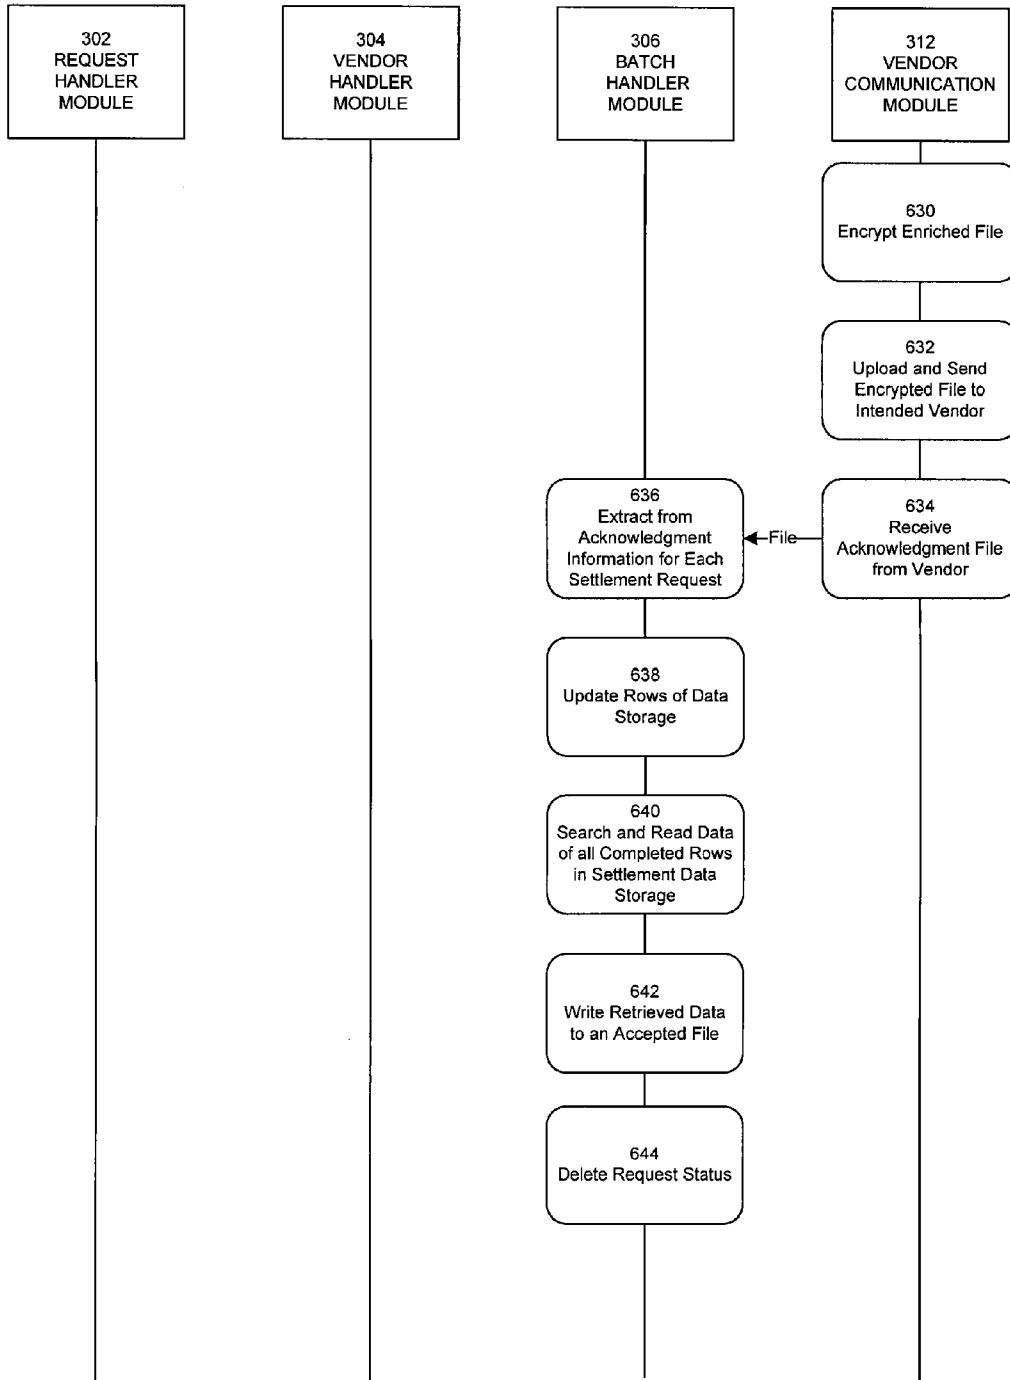 302
REQUEST
HANDLER
MODULE
304
VENDOR
HANDLER
MODULE
306
BATCH
HANDLER
MODULE
312
VENDOR
COMMUNICATION
MODULE
630
Encrypt Enriched File
632
Upload and Send
Encrypted File to
Intended Vendor
636
Extract from
Acknowledgment
Information for Each
Settlement Request
File
634
Receive
Acknowledgment File
from Vendor
638
Update Rows of Data
Storage
640
Search and Read Data
of all Completed Rows
in Settlement Data
Storage
642
Write Retrieved Data
to an Accepted File
644
Delete Request Status